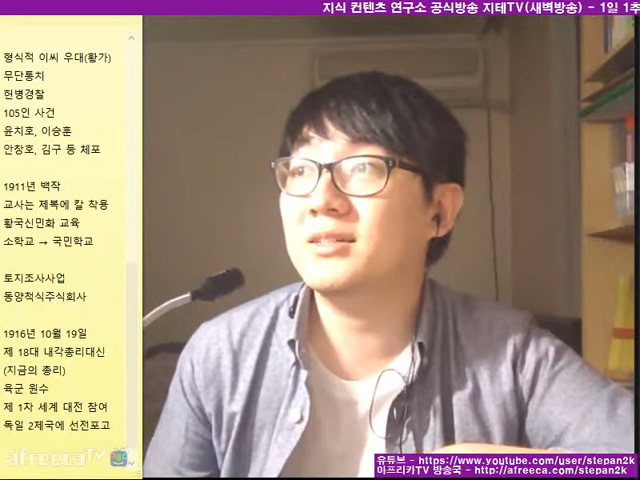 지식 컨텐츠 연구소 공식방송 지테TV(새벽방송) - 1일 1추
형식적 이씨 우대(황가)
무단통치
헌병경찰
105인 사건
윤치호, 이승훈
안창호, 김구 등 체포
1911년 백작
교사는 제복에 칼 착용
황국신민화 교육
소학교 → 국민학교
토지조사사업
동양척식주식회사
1916년 10월 19일
제 18대 내각총리대신
(지금의 총리)
육군 원수
제 1차 세계 대전 참여
독일 2제국에 선전포고
afreecaTV
유튜브 - https://www.youtube.com/user/stepan2k
아프리카TV 방송국 - http://afreeca.com/stepan2k